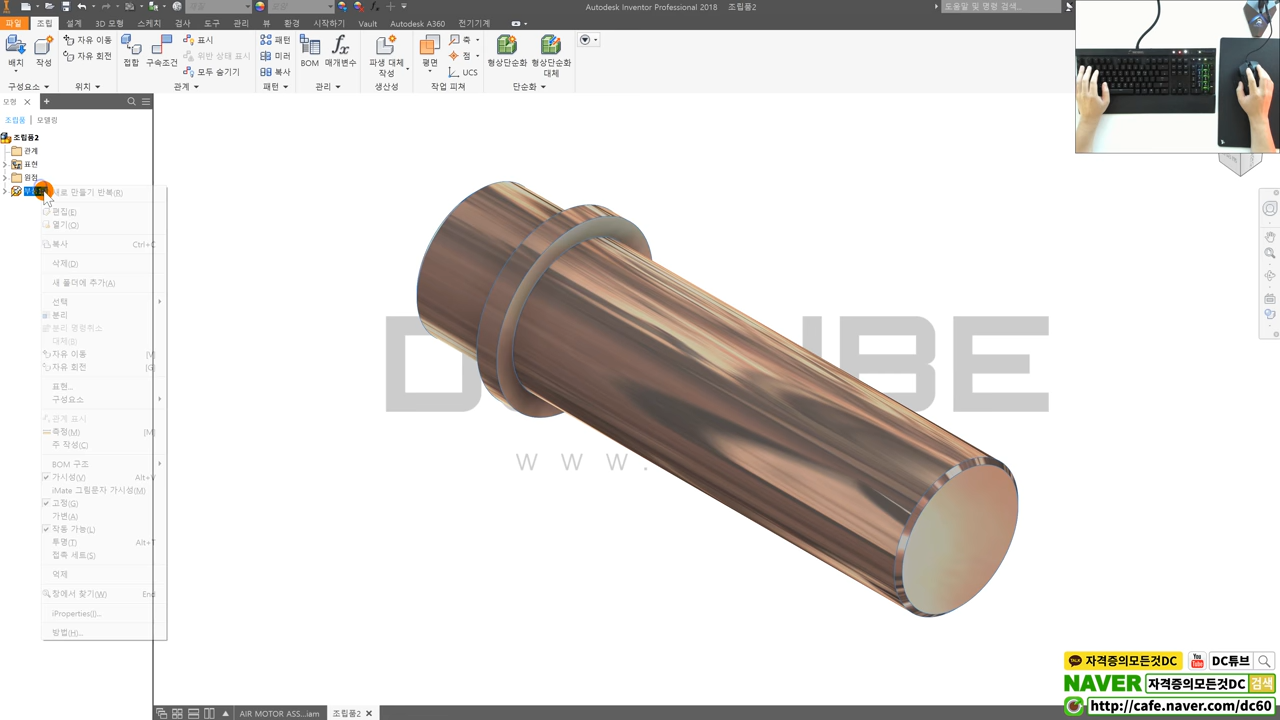 Autodesk Inventor Professional 2018 조립품2
도움말 및 명령 검색...
파일 조립 설계 3D 모형 스케치 검사 도구 관리 뷰 환경 시작하기 Vault Autodesk A360 전기기계
배치 작성
자유 이동
자유 회전
접합 구속조건
표시
위반 상태 표시
모두 숨기기
패턴
미러
복사
BOM 매개변수
파생 대체 작성
평면
축
점
UCS
형상단순화
형상단순화 대체
구성요소 위치 관계 패턴 관리 생산성 작업 피쳐 단순화
모형
조립품 모델링
조립품2
관계
표현
원점
새로 만들기 반복(R)
편집(E)
열기(O)
복사 Ctrl+C
삭제(D)
새 폴더에 추가(A)
선택
분리
분리 명령취소
대체(B)
자유 이동 [V]
자유 회전 [G]
표현...
구성요소
관계 표시
측정(M) [M]
주 작성(C)
BOM 구조
가시성(V) Alt+V
iMate 그림문자 가시성(M)
고정(G)
가변(A)
작동 가능(L)
투명(T) Alt+T
접촉 세트(S)
억제
창에서 찾기(W) End
iProperties(I)...
방법(H)...
W W W .
자격증의모든것DC
You Tube
DC튜브
NAVER 자격증의모든것DC 검색
http://cafe.naver.com/dc60
AIR MOTOR ASS...iam 조립품2